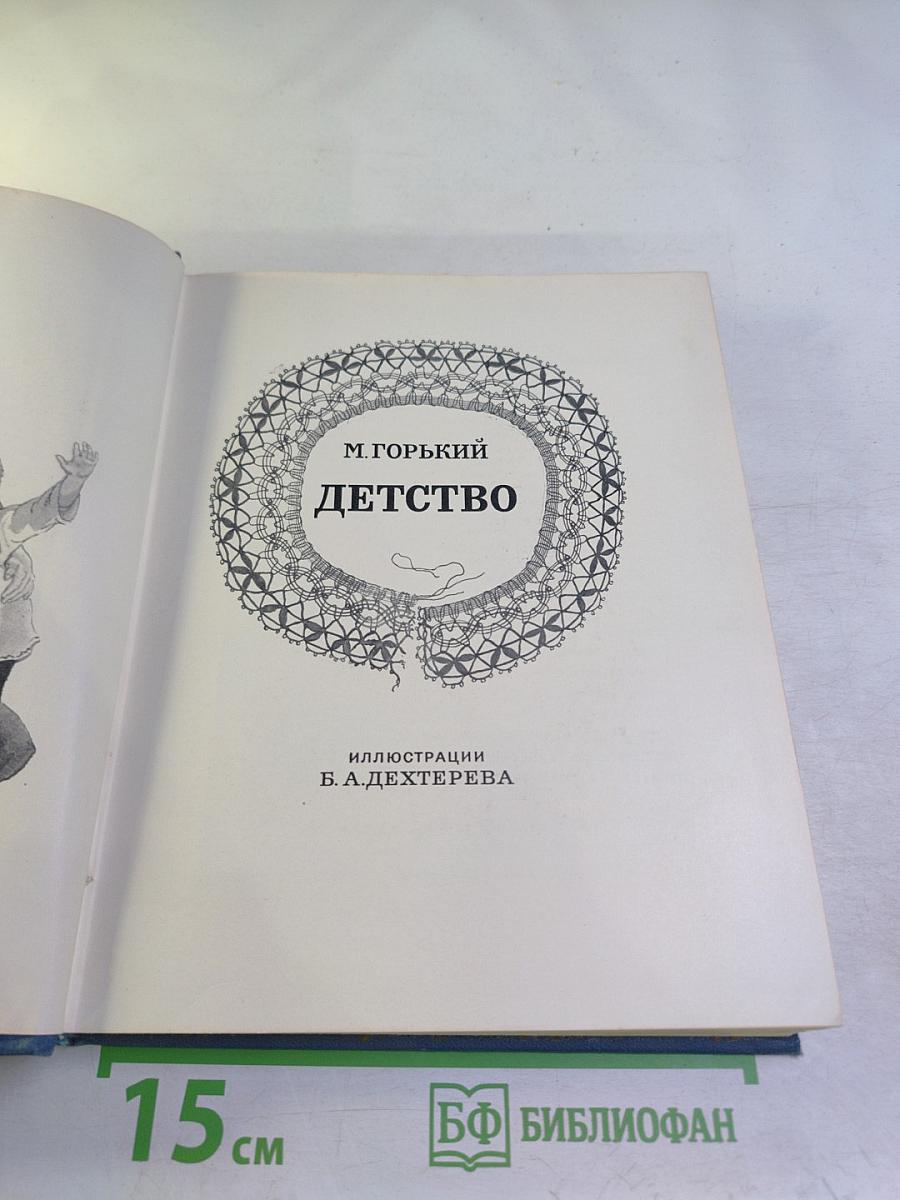 М. ГОРЬКИЙ
ДЕТСТВО
ИЛЛЮСТРАЦИИ
Б. А. ДЕХТЕРЕВА
15 см
БФ БИБЛИОФАН